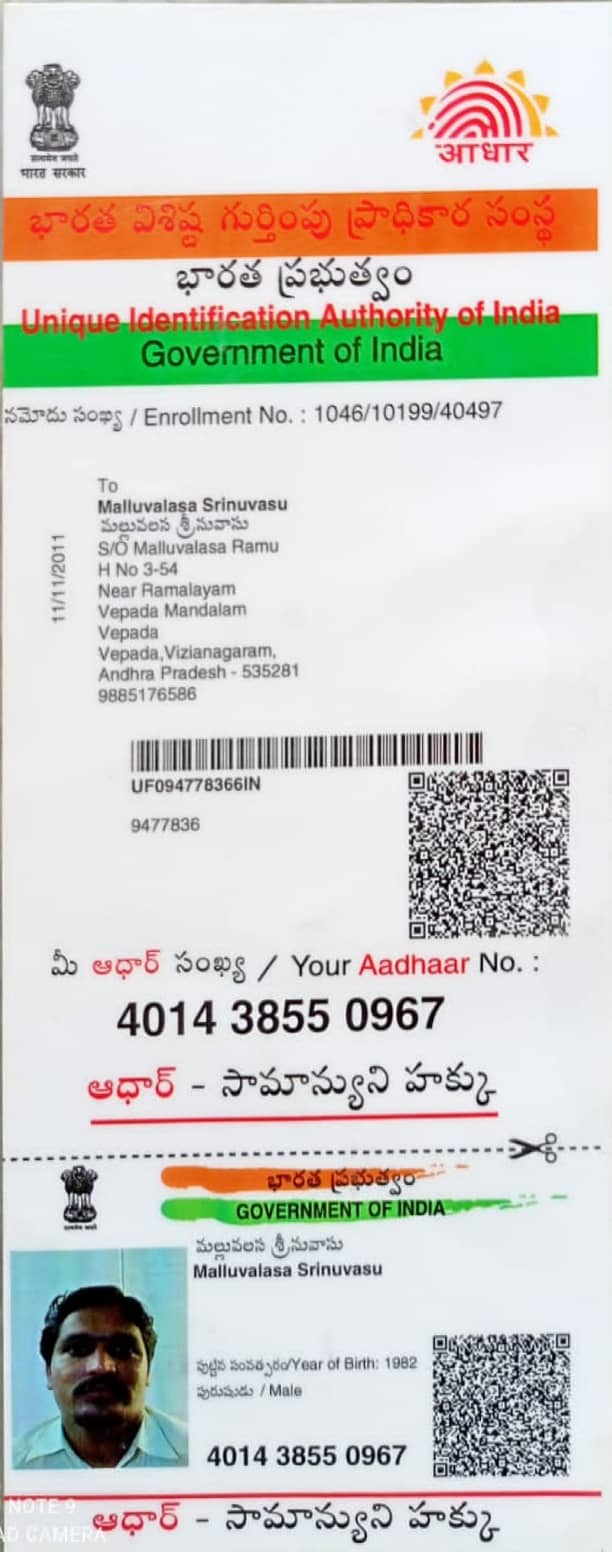 सत्यमेव जयते
भारत सरकार
आधार
భారత విశిష్ట గుర్తింపు ప్రాధికార సంస్థ
భారత ప్రభుత్వం
Unique Identification Authority of India
Government of India
నమోదు సంఖ్య / Enrollment No. : 1046/10199/40497
To
Malluvalasa Srinuvasu
మల్లువలస శ్రీనువాసు
S/O Malluvalasa Ramu
H No 3-54
Near Ramalayam
Vepada Mandalam
Vepada
Vepada,Vizianagaram,
Andhra Pradesh - 535281
9885176586
11/11/2011
UF094778366IN
9477836
మీ ఆధార్ సంఖ్య / Your Aadhaar No. :
4014 3855 0967
ఆధార్ - సామాన్యుని హక్కు
భారత ప్రభుత్వం
GOVERNMENT OF INDIA
మల్లువలస శ్రీనువాసు
Malluvalasa Srinuvasu
పుట్టిన సంవత్సరం/Year of Birth: 1982
పురుషుడు / Male
4014 3855 0967
ఆధార్ - సామాన్యుని హక్కు
NOTE 9
AD CAMERA